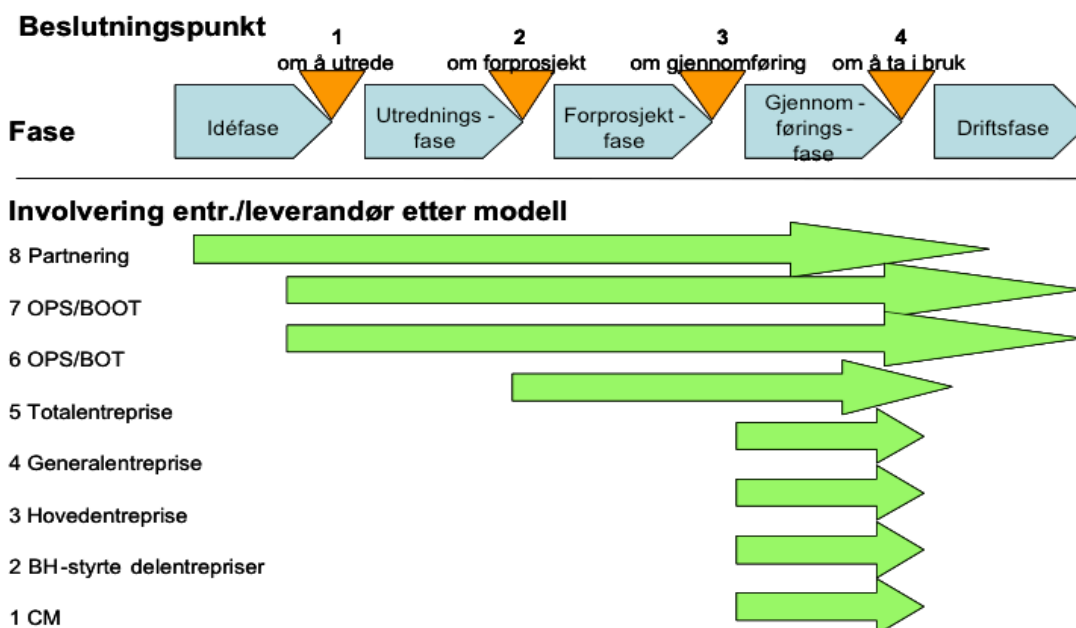 Beslutningspunkt
1
om å utrede
2
om forprosjekt
3
om gjennomføring
4
om å ta i bruk
Fase
Idéfase
Utrednings -
fase
Forprosjekt -
fase
Gjennom -
førings -
fase
Driftsfase
Involvering entr./leverandør etter modell
8 Partnering
7 OPS/BOOT
6 OPS/BOT
5 Totalentreprise
4 Generalentreprise
3 Hovedentreprise
2 BH-styrte delentrepriser
1 CM